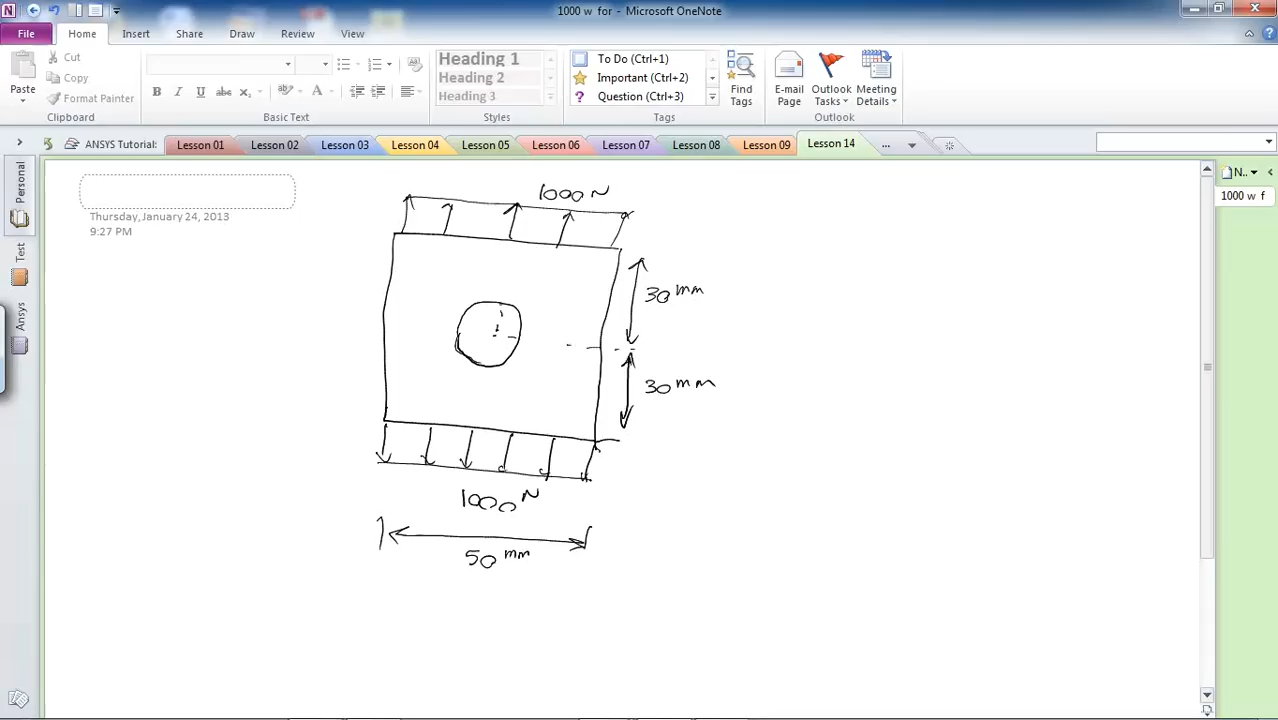 1000 w for - Microsoft OneNote
File Home Insert Share Draw Review View
Paste
Cut
Copy
Format Painter
Clipboard
B I U abc X₂ A
Basic Text
Heading 1
Heading 2
Heading 3
Styles
To Do (Ctrl+1)
Important (Ctrl+2)
Question (Ctrl+3)
Find Tags
Tags
E-mail Page
Outlook Tasks
Meeting Details
Outlook
ANSYS Tutorial: Lesson 01 Lesson 02 Lesson 03 Lesson 04 Lesson 05 Lesson 06 Lesson 07 Lesson 08 Lesson 09 Lesson 14 ...
Personal
Test
Ansys
N..
1000 w f
Thursday, January 24, 2013
9:27 PM
1000 N
30 mm
30 mm
1000 N
50 mm